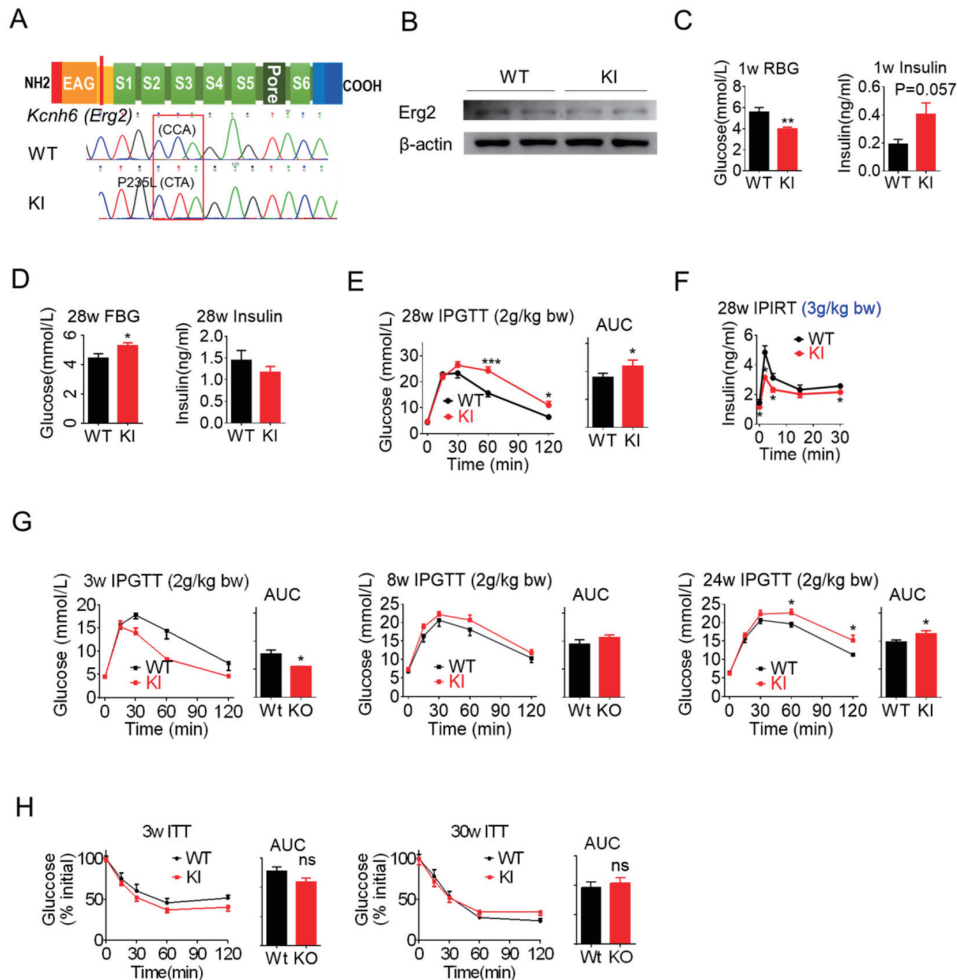 A
NH2 EAG S1 S2 S3 S4 S5 Pore S6 COOH
Kcnh6 (Erg2)
(CCA)
WT
P235L (CTA)
KI
B
WT KI
Erg2
β-actin
C
1w RBG
Glucose(mmol/L)
6
4
2
0
**
WT KI
1w Insulin
P=0.057
Insulin(ng/ml)
0.6
0.4
0.2
0.0
WT KI
D
28w FBG
Glucose(mmol/L)
6
4
2
0
*
WT KI
28w Insulin
Insulin(ng/ml)
2.0
1.5
1.0
0.5
0.0
WT KI
E
28w IPGTT (2g/kg bw)
Glucose (mmol/L)
30
20
10
0
***
*
WT
KI
0 30 60 90 120
Time (min)
AUC
*
WT KI
F
28w IPIRT (3g/kg bw)
Insulin(ng/ml)
6
4
2
0
WT
KI
* * * *
0 10 20 30
Time (min)
G
3w IPGTT (2g/kg bw)
Glucose (mmol/L)
20
15
10
5
0
WT
KI
0 30 60 90 120
Time (min)
AUC
*
Wt KO
8w IPGTT (2g/kg bw)
Glucose (mmol/L)
25
20
15
10
5
0
WT
KI
0 30 60 90 120
Time (min)
AUC
Wt KO
24w IPGTT (2g/kg bw)
Glucose (mmol/L)
25
20
15
10
5
0
*
*
WT
KI
0 30 60 90 120
Time (min)
AUC
*
WT KI
H
3w ITT
Gluccose
(% initial)
100
50
0
WT
KI
0 30 60 90 120
Time(min)
AUC
ns
Wt KO
30w ITT
Gluccose
(% initial)
100
50
0
WT
KI
0 30 60 90 120
Time(min)
AUC
ns
Wt KO